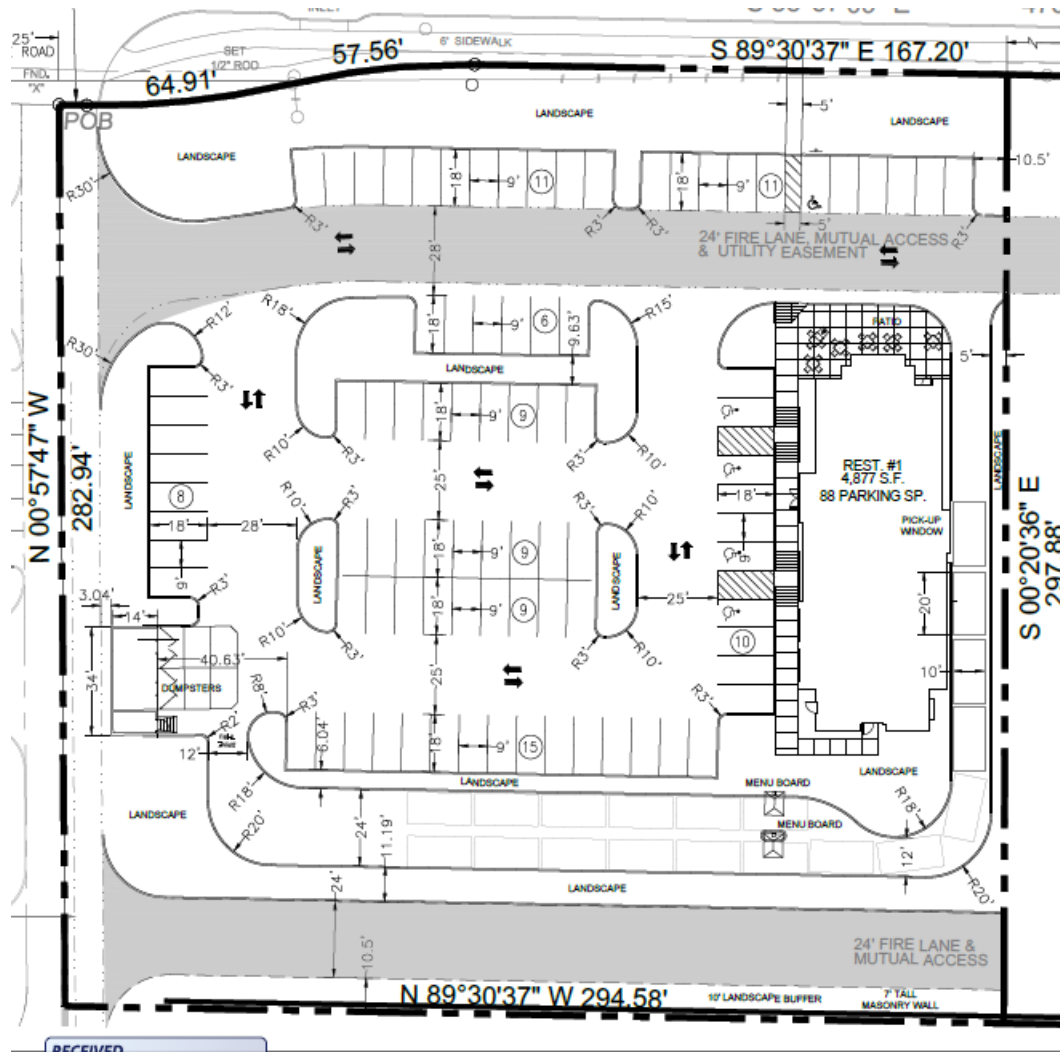 INLET
25'
ROAD
SET
1/2" ROD
6' SIDEWALK
57.56'
64.91'
S 89°30'37" E 167.20'
FND.
"X"
POB
LANDSCAPE
LANDSCAPE
LANDSCAPE
5'
10.5'
R30'
18'
9'
11
18'
9'
11
R3'
R3'
R3'
R3'
5'
24' FIRE LANE, MUTUAL ACCESS
& UTILITY EASEMENT
28'
R18'
R12'
R30'
R3'
18'
9'
6
9.63'
R15'
LANDSCAPE
PATIO
5'
N 00°57'47" W
282.94'
LANDSCAPE
8
18'
28'
9'
R3'
18'
9'
9
R10'
R3'
R3'
R10'
25'
R10'
R3'
R3'
R10'
LANDSCAPE
18'
9'
9
18'
9'
9
LANDSCAPE
R10'
R3'
R3'
R10'
25'
18'
9'
10
REST. #1
4,877 S.F.
88 PARKING SP.
PICK-UP
WINDOW
LANDSCAPE
20'
10'
S 00°20'36" E
297.88'
3.04'
14'
34'
40.63'
DUMPSTERS
R8'
R3'
R2'
12'
25'
R3'
6.04'
18'
9'
15
LANDSCAPE
MENU BOARD
MENU BOARD
LANDSCAPE
R18'
R18'
LANDSCAPE
R20'
24'
11.19'
12'
R20'
LANDSCAPE
24'
10.5'
24' FIRE LANE &
MUTUAL ACCESS
N 89°30'37" W 294.58'
10' LANDSCAPE BUFFER
7' TALL
MASONRY WALL
RECEIVED